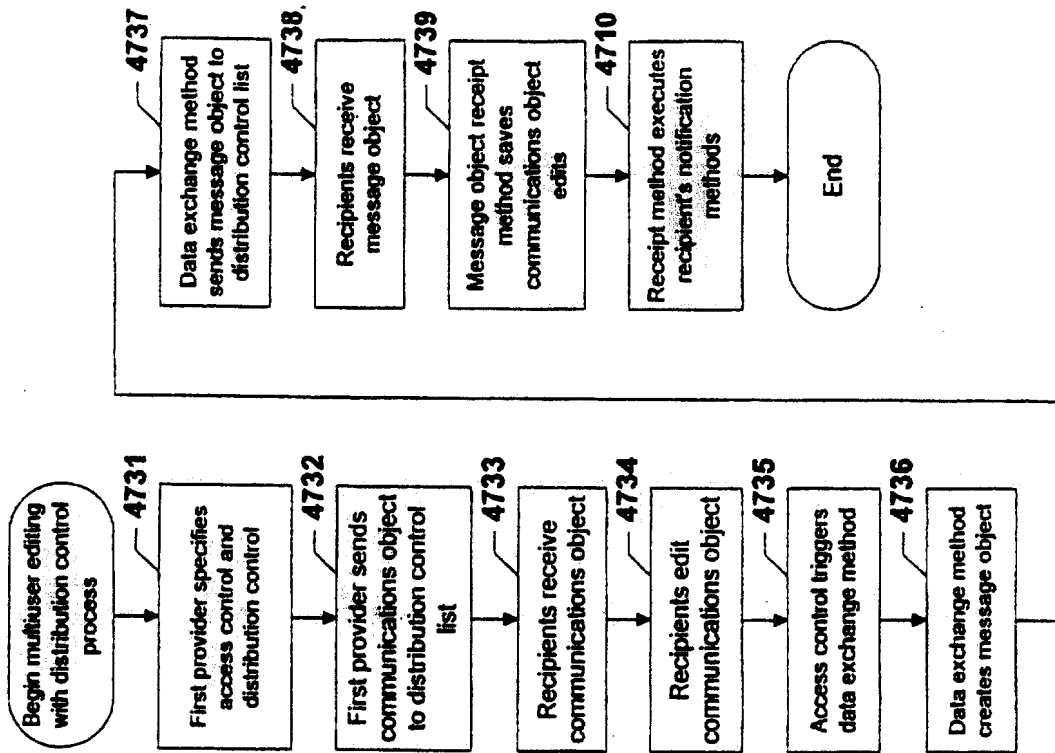 Begin multiuser editing
with distribution control
process
4731
First provider specifies
access control and
distribution control
4732
First provider sends
communications object
to distribution control
list
4733
Recipients receive
communications object
4734
Recipients edit
communications object
4735
Access control triggers
data exchange method
4736
Data exchange method
creates message object
4737
Data exchange method
sends message object to
distribution control list
4738.
Recipients receive
message object
4739
Message object receipt
method saves
communications object
edits
4710
Receipt method executes
recipient's notification
methods
End